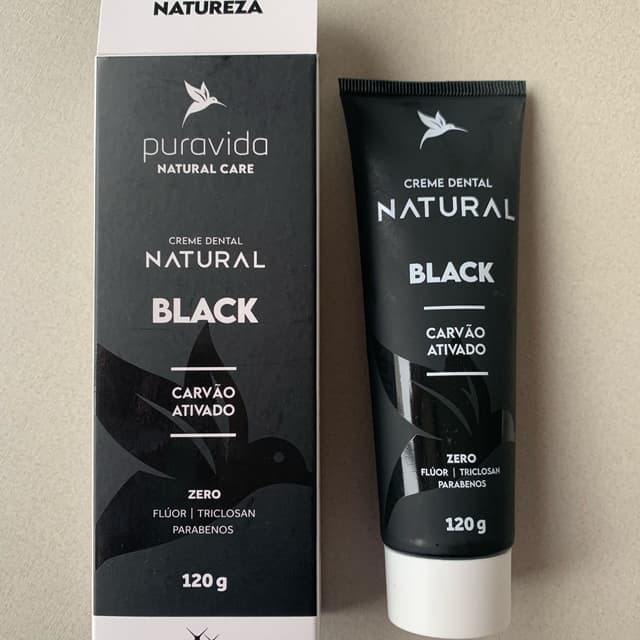 NATUREZA
puravida
NATURAL CARE
CREME DENTAL
NATURAL
BLACK
CARVÃO
ATIVADO
ZERO
FLÚOR | TRICLOSAN
PARABENOS
120 g
CREME DENTAL
NATURAL
BLACK
CARVÃO
ATIVADO
ZERO
FLÚOR | TRICLOSAN
PARABENOS
120 g